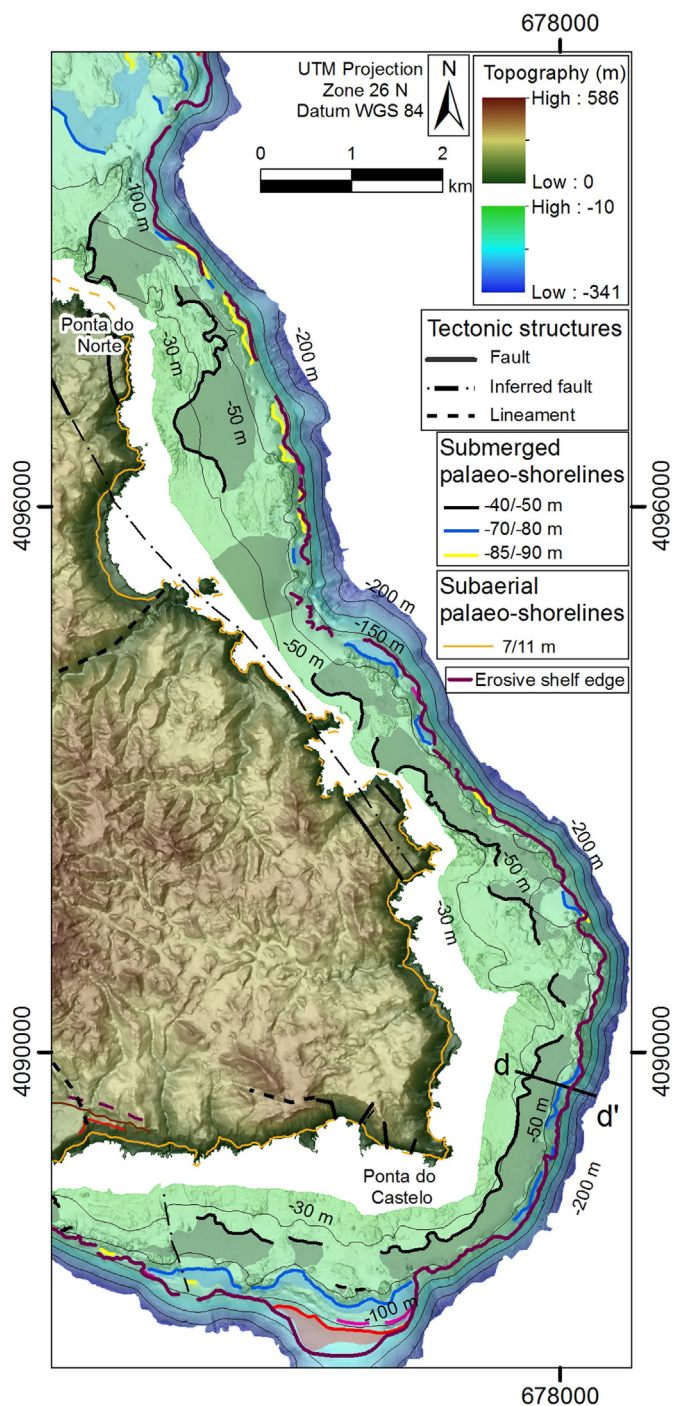 678000
UTM Projection
Zone 26 N
Datum WGS 84
N
0 1 2
km
Topography (m)
High : 586
Low : 0
High : -10
Low : -341
Tectonic structures
Fault
Inferred fault
Lineament
Submerged
palaeo-shorelines
-40/-50 m
-70/-80 m
-85/-90 m
Subaerial
palaeo-shorelines
7/11 m
Erosive shelf edge
-100 m
Ponta do
Norte
-30 m
-200 m
-50 m
4096000
4096000
-200 m
-150 m
-50 m
-200 m
-50 m
-30 m
4090000
4090000
d
d'
-50 m
-200 m
Ponta do
Castelo
-30 m
-100 m
678000